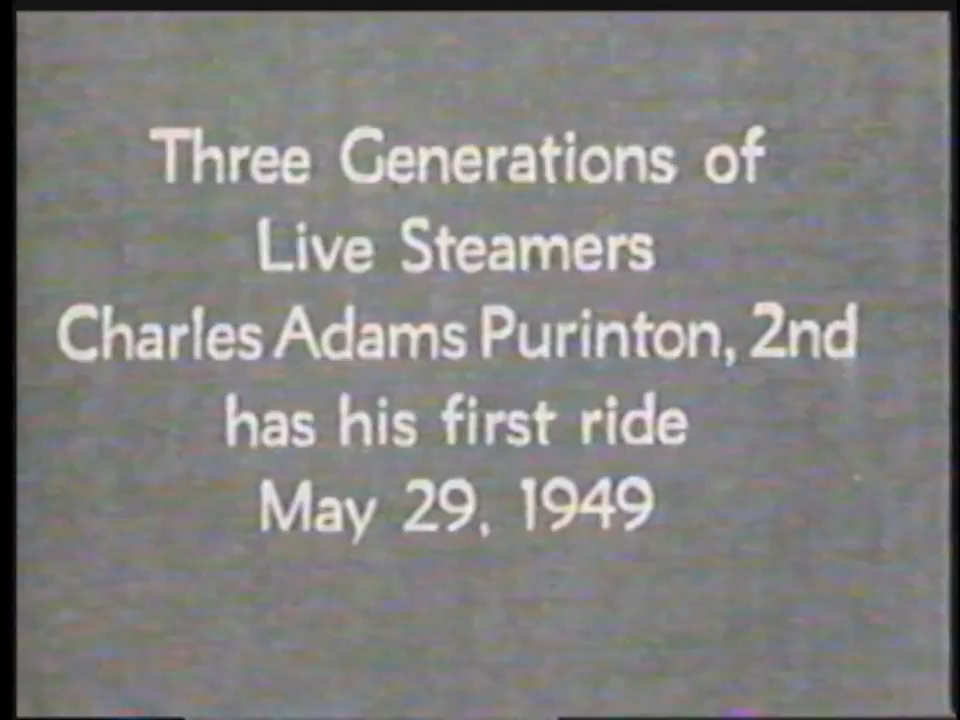 Three Generations of
Live Steamers
Charles Adams Purinton, 2nd
has his first ride
May 29, 1949